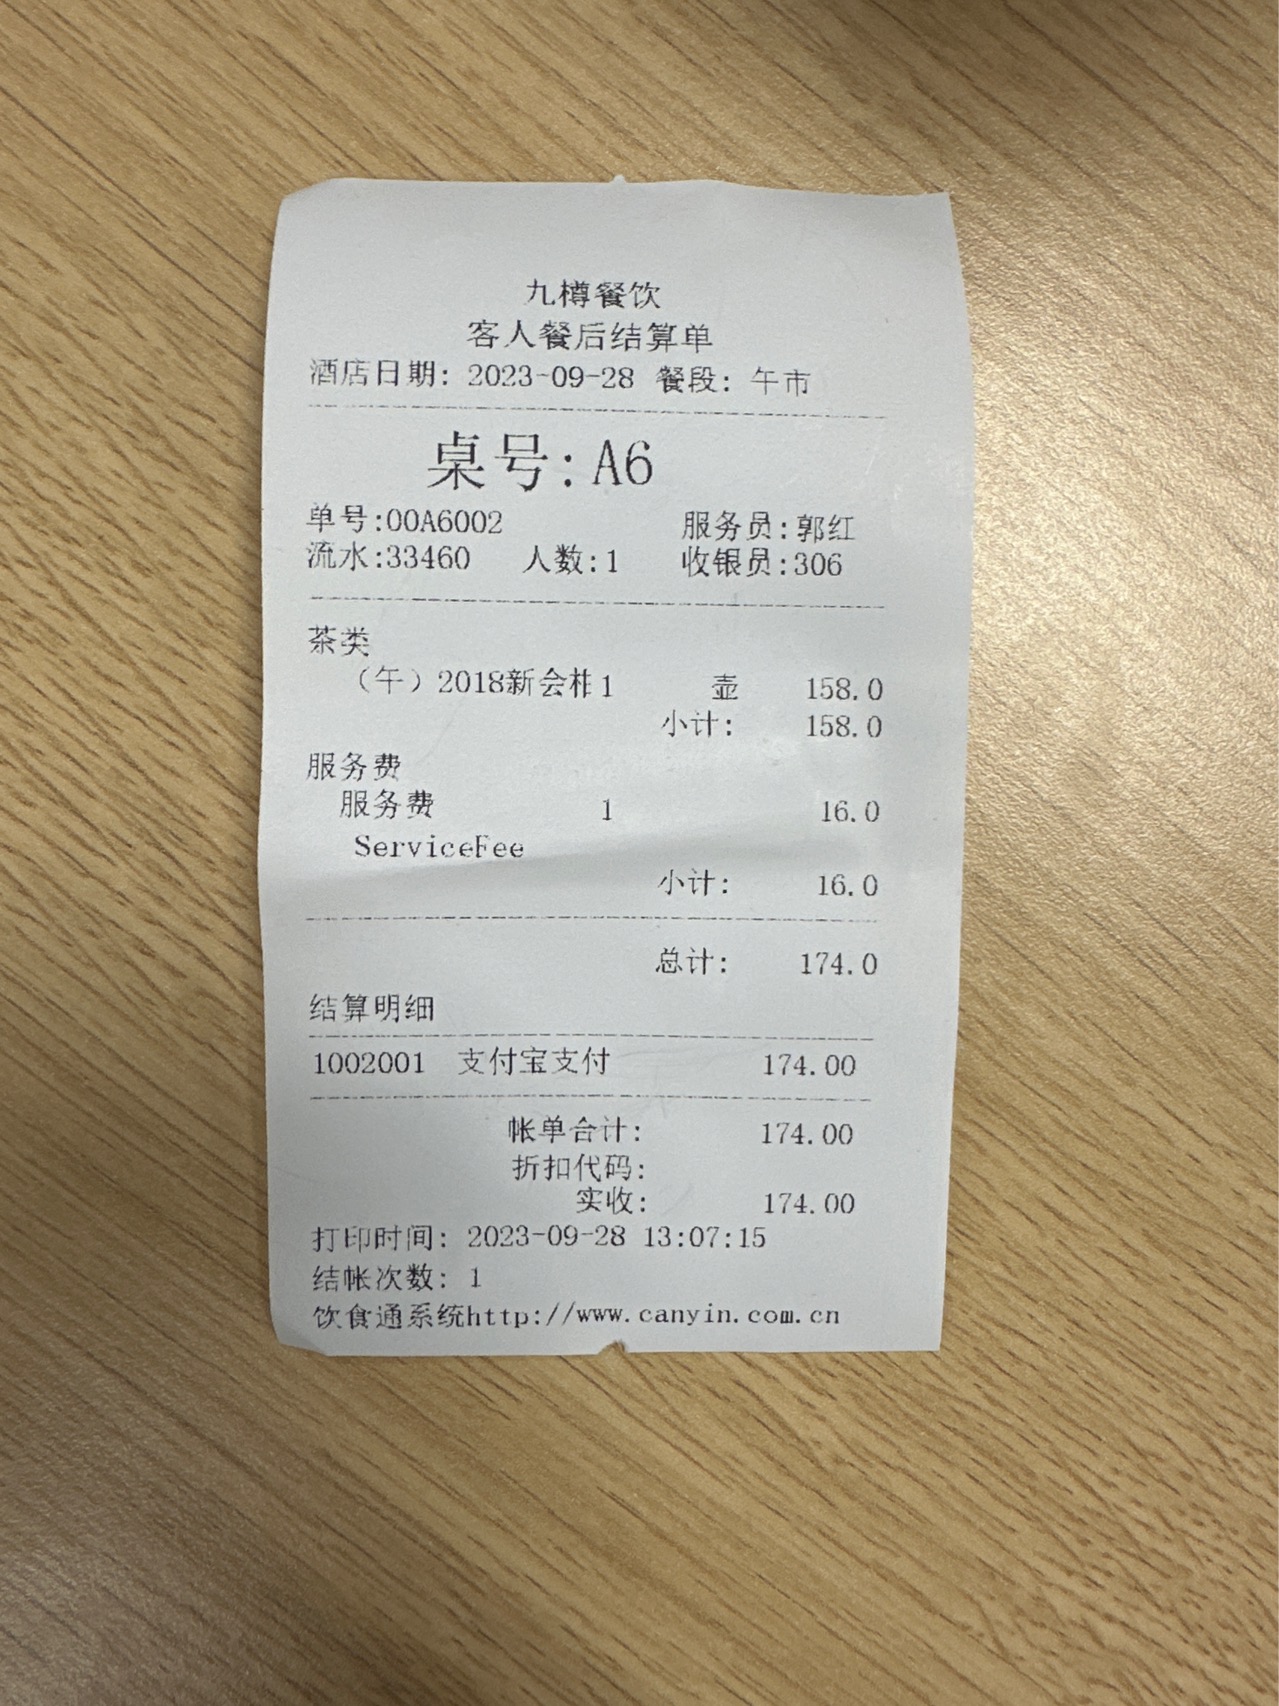 九樽餐饮
客人餐后结算单
酒店日期: 2023-09-28 餐段: 午市
桌号: A6
单号:00A6002 服务员:郭红
流水:33460 人数:1 收银员:306
茶类
（午）2018新会柑1 壶 158.0
小计: 158.0
服务费
服务费 1 16.0
ServiceFee
小计: 16.0
总计: 174.0
结算明细
1002001 支付宝支付 174.00
帐单合计: 174.00
折扣代码:
实收: 174.00
打印时间: 2023-09-28 13:07:15
结帐次数: 1
饮食通系统http://www.canyin.com.cn